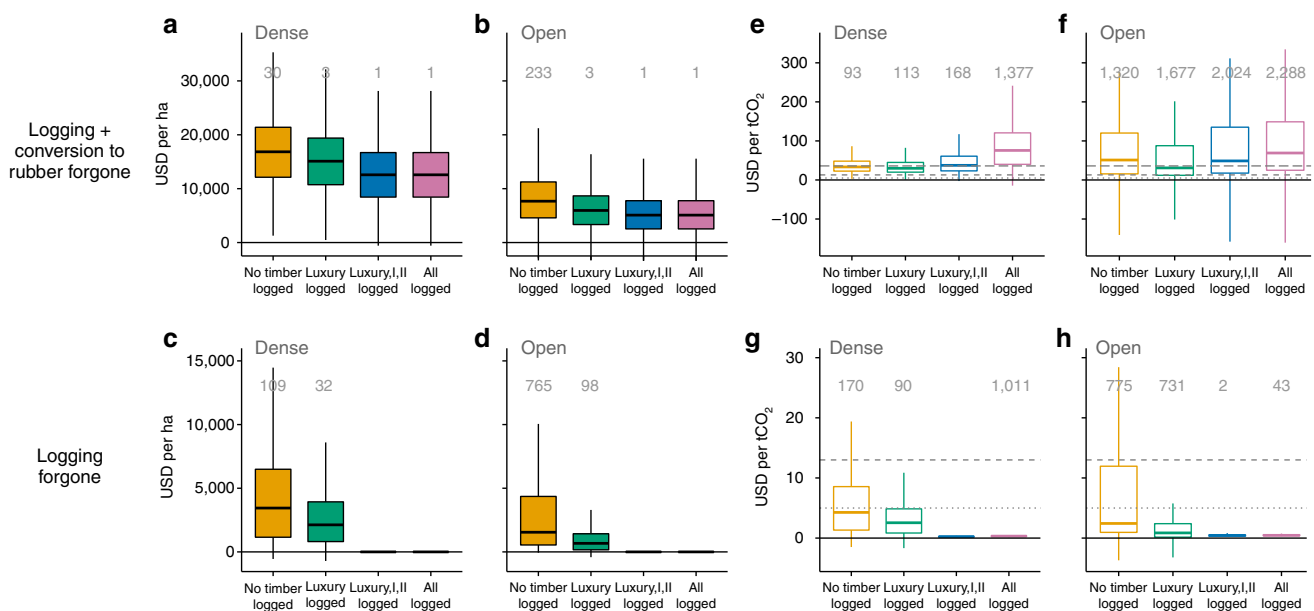 a
Dense
30 3 1 1
USD per ha
30,000
20,000
10,000
0
No timber logged
Luxury logged
Luxury,I,II logged
All logged
b
Open
233 3 1 1
No timber logged
Luxury logged
Luxury,I,II logged
All logged
e
Dense
93 113 168 1,377
USD per tCO2
300
200
100
0
−100
No timber logged
Luxury logged
Luxury,I,II logged
All logged
f
Open
1,320 1,677 2,024 2,288
No timber logged
Luxury logged
Luxury,I,II logged
All logged
Logging +
conversion to
rubber forgone
c
Dense
109 32
USD per ha
15,000
10,000
5,000
0
No timber logged
Luxury logged
Luxury,I,II logged
All logged
d
Open
765 98
No timber logged
Luxury logged
Luxury,I,II logged
All logged
g
Dense
170 90 1,011
USD per tCO2
30
20
10
0
No timber logged
Luxury logged
Luxury,I,II logged
All logged
h
Open
775 731 2 43
No timber logged
Luxury logged
Luxury,I,II logged
All logged
Logging
forgone